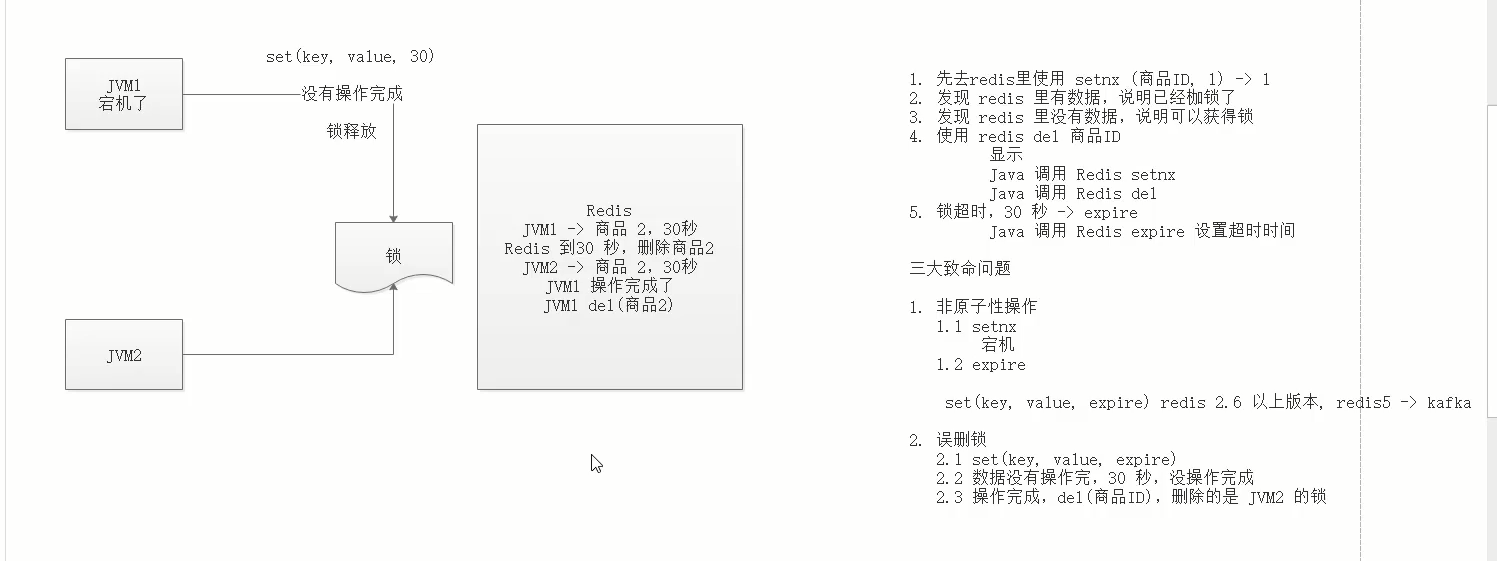 set(key, value, 30)
JVM1
宕机了
没有操作完成
锁释放
锁
JVM2
Redis
JVM1 -> 商品 2，30秒
Redis 到30 秒，删除商品2
JVM2 -> 商品 2，30秒
JVM1 操作完成了
JVM1 del(商品2)
1. 先去redis里使用 setnx (商品ID, 1) -> 1
2. 发现 redis 里有数据，说明已经枷锁了
3. 发现 redis 里没有数据，说明可以获得锁
4. 使用 redis del 商品ID
显示
Java 调用 Redis setnx
Java 调用 Redis del
5. 锁超时，30 秒 -> expire
Java 调用 Redis expire 设置超时时间
三大致命问题
1. 非原子性操作
1.1 setnx
宕机
1.2 expire
set(key, value, expire) redis 2.6 以上版本, redis5 -> kafka
2. 误删锁
2.1 set(key, value, expire)
2.2 数据没有操作完，30 秒，没操作完成
2.3 操作完成，del(商品ID)，删除的是 JVM2 的锁